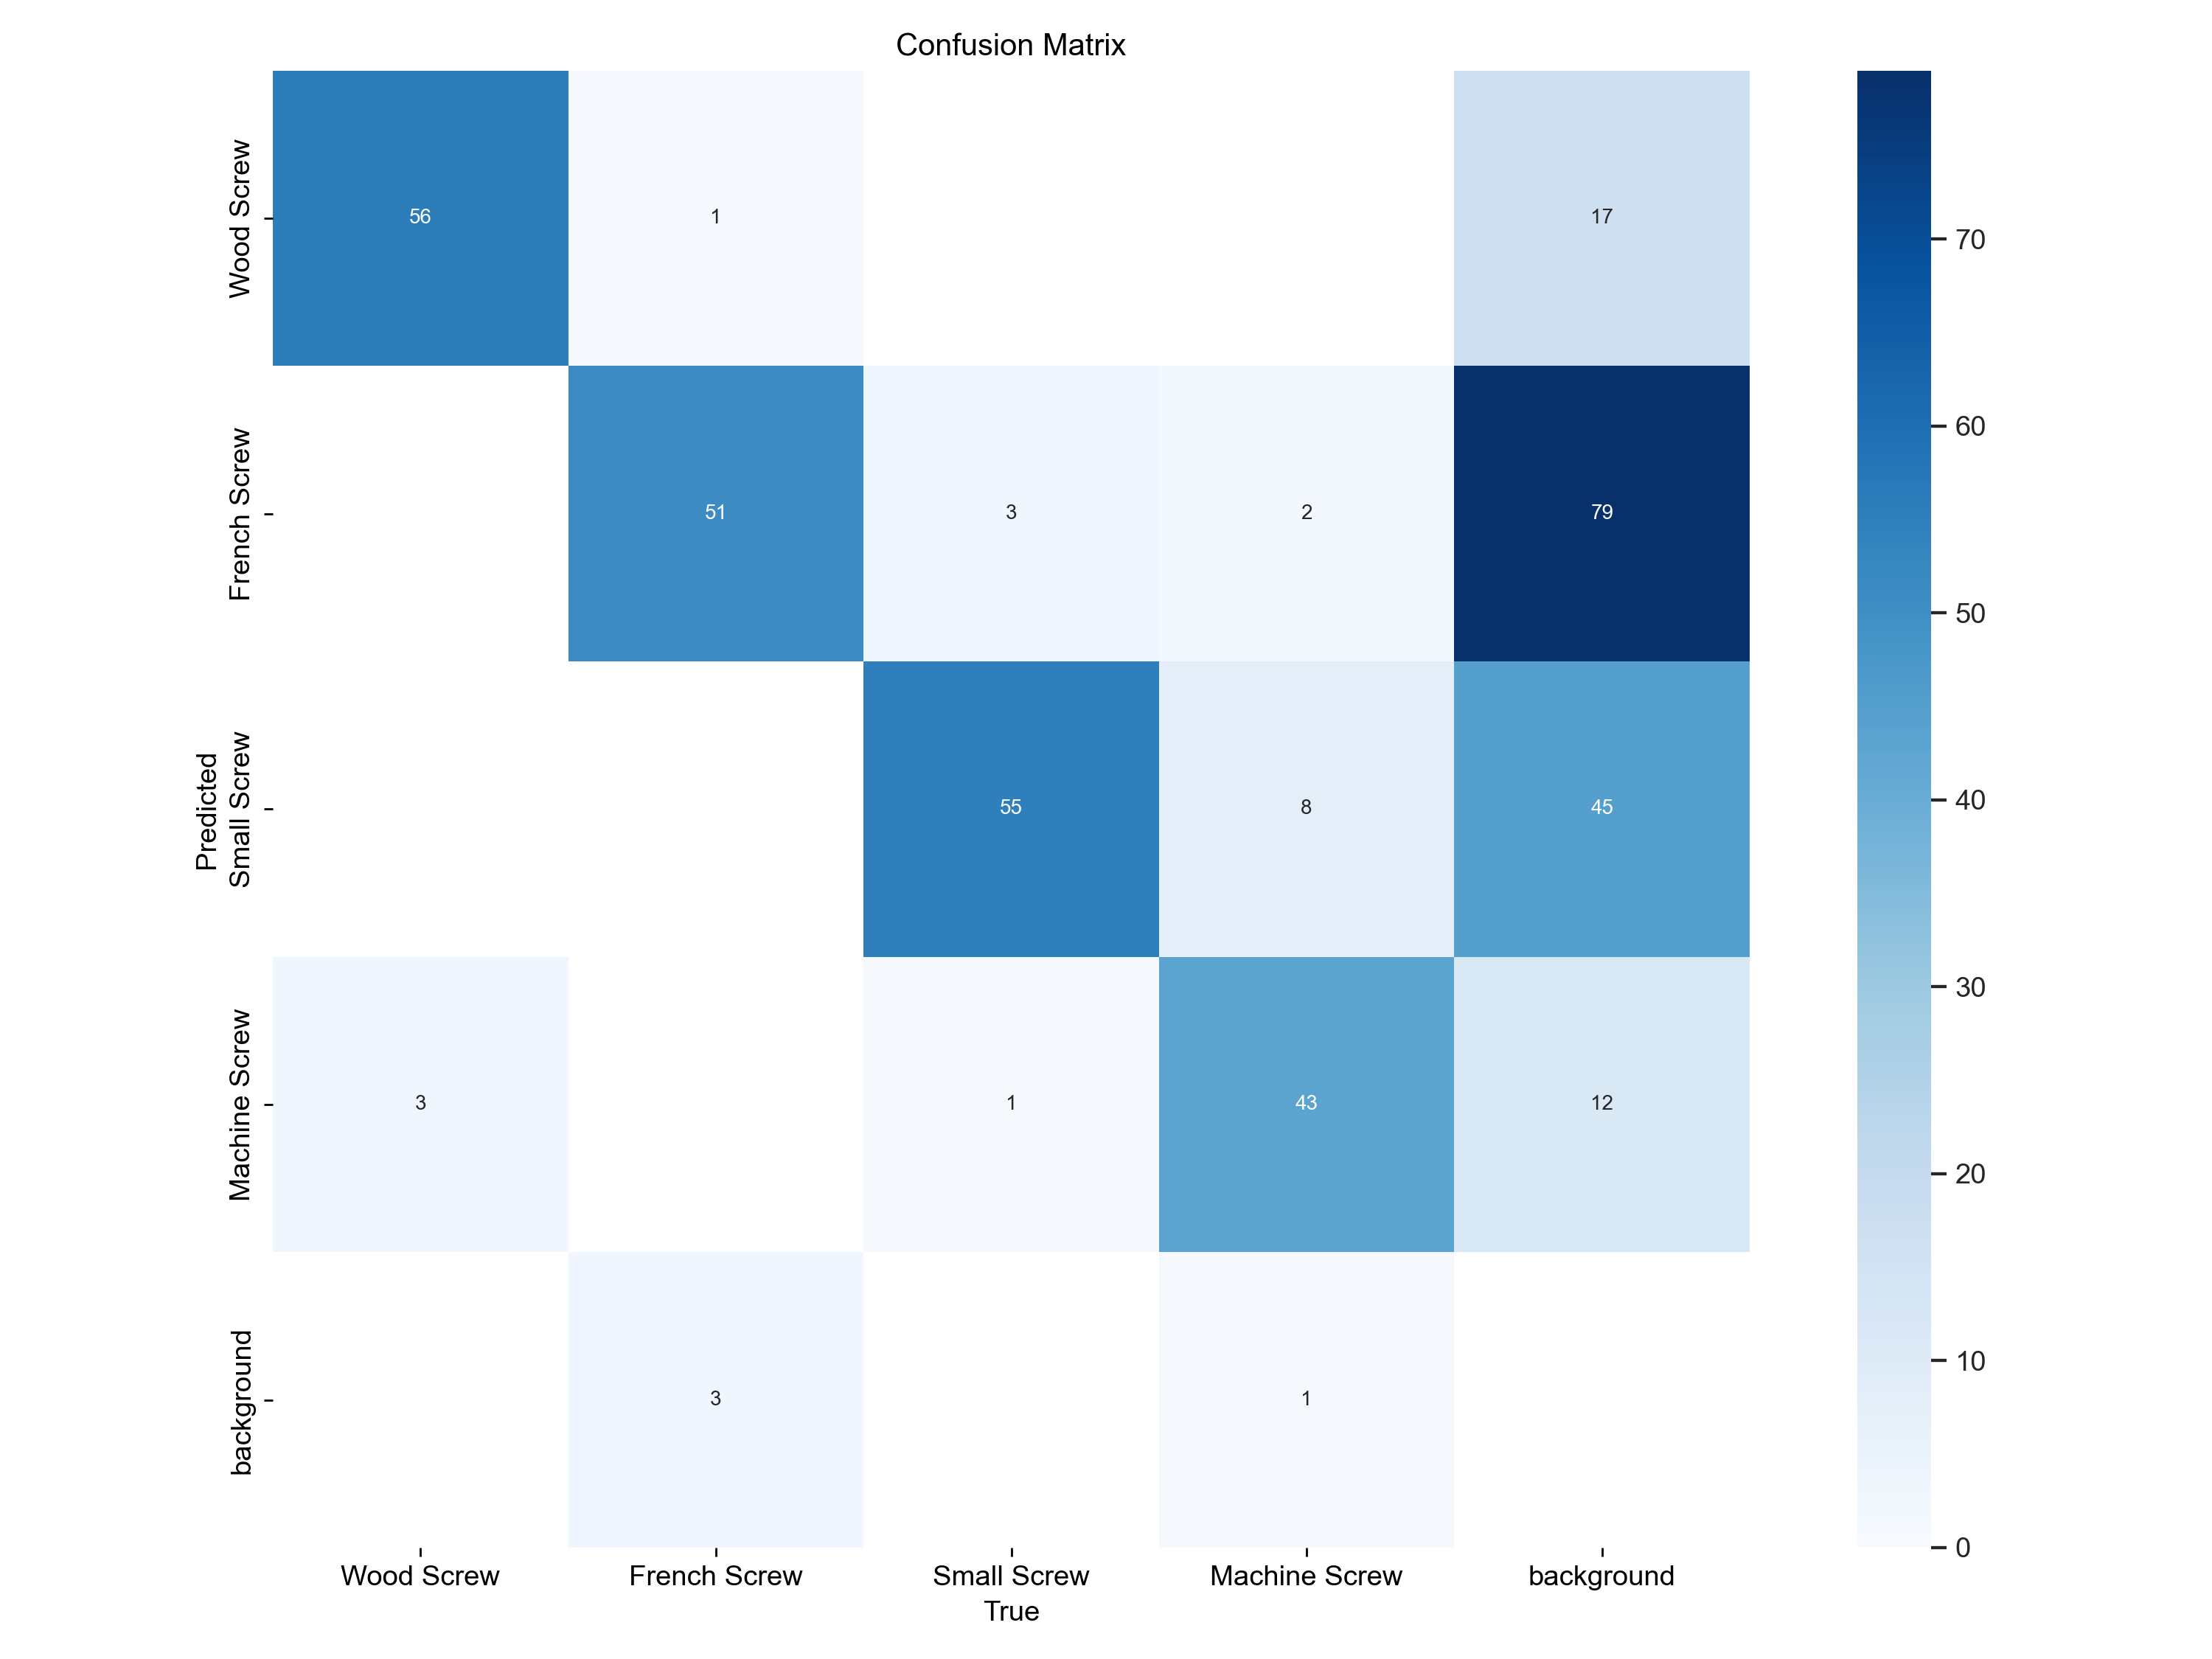 Confusion Matrix
Wood Screw
56
1
17
70
60
French Screw
51
3
2
79
50
Predicted
Small Screw
55
8
45
40
30
Machine Screw
3
1
43
12
20
10
background
3
1
0
Wood Screw French Screw Small Screw Machine Screw background
True